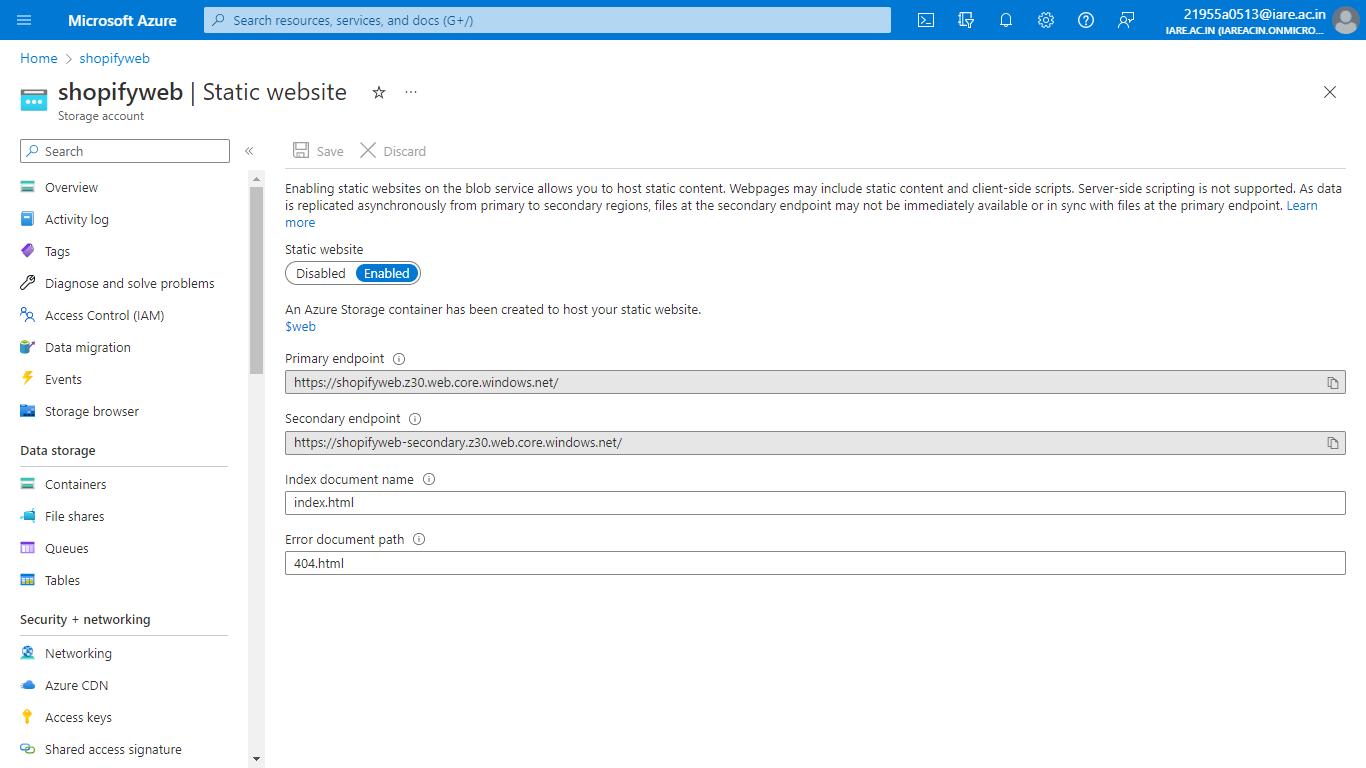 Microsoft Azure
Search resources, services, and docs (G+/)
21955a0513@iare.ac.in
IARE.AC.IN (IAREACIN.ONMICRO...
Home > shopifyweb
shopifyweb | Static website
Storage account
Search
Overview
Activity log
Tags
Diagnose and solve problems
Access Control (IAM)
Data migration
Events
Storage browser
Data storage
Containers
File shares
Queues
Tables
Security + networking
Networking
Azure CDN
Access keys
Shared access signature
Save Discard
Enabling static websites on the blob service allows you to host static content. Webpages may include static content and client-side scripts. Server-side scripting is not supported. As data
is replicated asynchronously from primary to secondary regions, files at the secondary endpoint may not be immediately available or in sync with files at the primary endpoint. Learn
more
Static website
Disabled Enabled
An Azure Storage container has been created to host your static website.
$web
Primary endpoint
https://shopifyweb.z30.web.core.windows.net/
Secondary endpoint
https://shopifyweb-secondary.z30.web.core.windows.net/
Index document name
index.html
Error document path
404.html